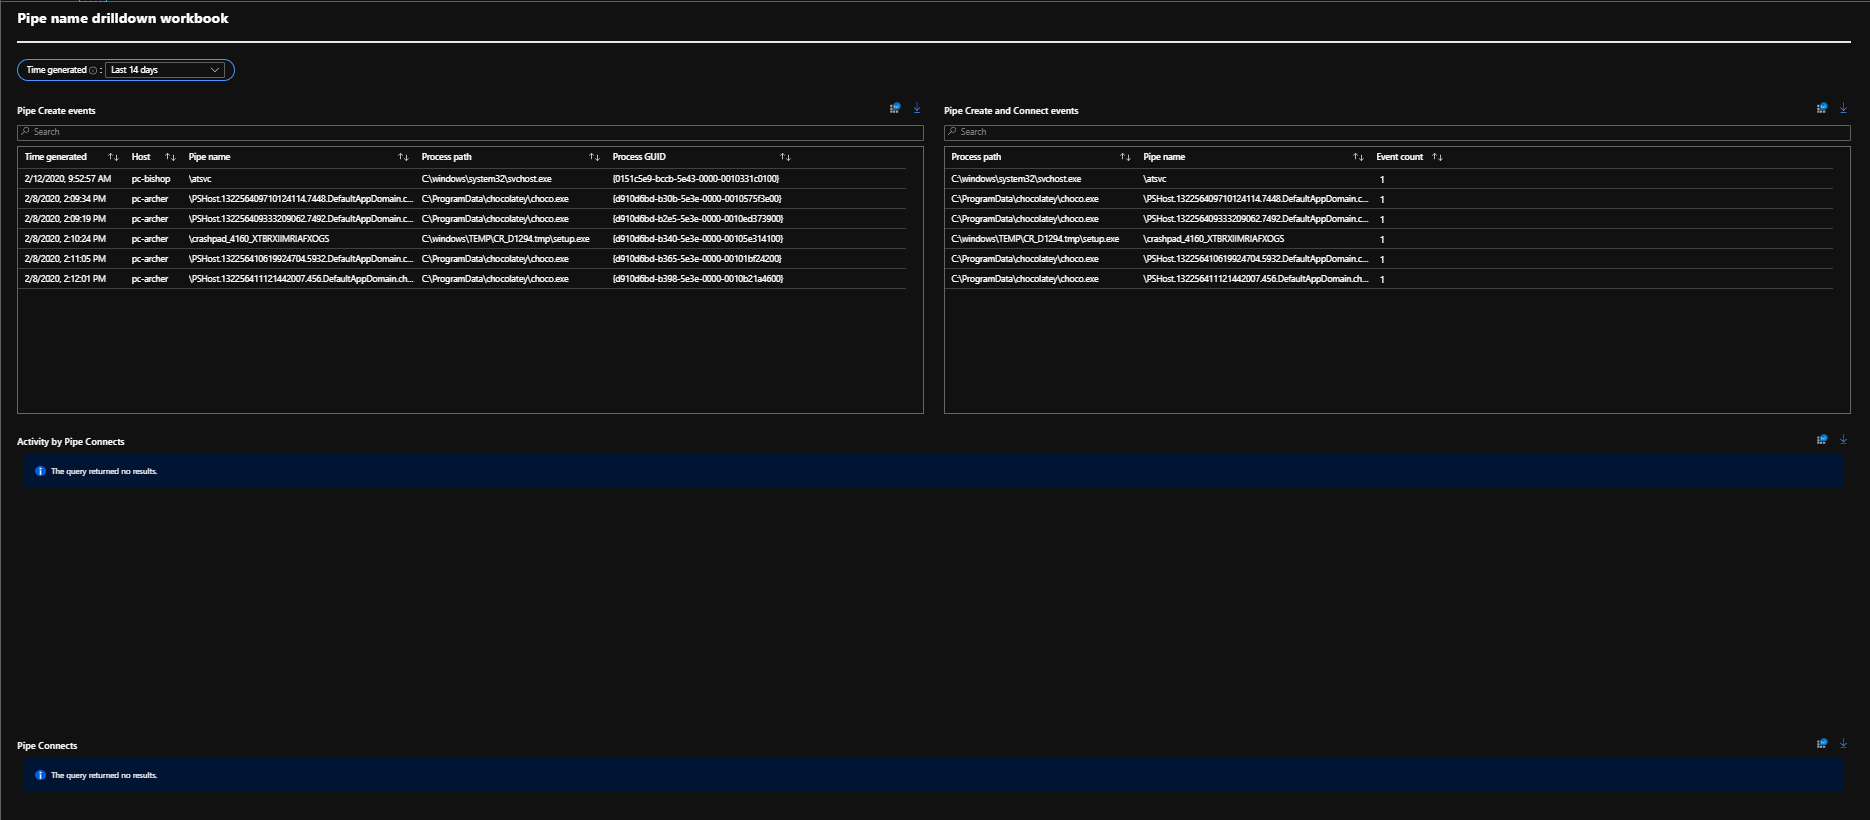 Pipe name drilldown workbook
Time generated : Last 14 days
Pipe Create events
Search
Time generated Host Pipe name Process path Process GUID
2/12/2020, 9:52:57 AM pc-bishop \atsvc C:\windows\system32\svchost.exe {0151c5e9-bccb-5e43-0000-0010331c0100}
2/8/2020, 2:09:34 PM pc-archer \PSHost.132256409710124114.7448.DefaultAppDomain.c... C:\ProgramData\chocolatey\choco.exe {d910d6bd-b30b-5e3e-0000-0010575f3e00}
2/8/2020, 2:09:19 PM pc-archer \PSHost.132256409333209062.7492.DefaultAppDomain.c... C:\ProgramData\chocolatey\choco.exe {d910d6bd-b2e5-5e3e-0000-0010ed373900}
2/8/2020, 2:10:24 PM pc-archer \crashpad_4160_XTBRXIIMRIAFXOGS C:\windows\TEMP\CR_D1294.tmp\setup.exe {d910d6bd-b340-5e3e-0000-00105e314100}
2/8/2020, 2:11:05 PM pc-archer \PSHost.132256410619924704.5932.DefaultAppDomain.c... C:\ProgramData\chocolatey\choco.exe {d910d6bd-b365-5e3e-0000-00101bf24200}
2/8/2020, 2:12:01 PM pc-archer \PSHost.132256411121442007.456.DefaultAppDomain.ch... C:\ProgramData\chocolatey\choco.exe {d910d6bd-b398-5e3e-0000-0010b21a4600}
Pipe Create and Connect events
Search
Process path Pipe name Event count
C:\windows\system32\svchost.exe \atsvc 1
C:\ProgramData\chocolatey\choco.exe \PSHost.132256409710124114.7448.DefaultAppDomain.c... 1
C:\ProgramData\chocolatey\choco.exe \PSHost.132256409333209062.7492.DefaultAppDomain.c... 1
C:\windows\TEMP\CR_D1294.tmp\setup.exe \crashpad_4160_XTBRXIIMRIAFXOGS 1
C:\ProgramData\chocolatey\choco.exe \PSHost.132256410619924704.5932.DefaultAppDomain.c... 1
C:\ProgramData\chocolatey\choco.exe \PSHost.132256411121442007.456.DefaultAppDomain.ch... 1
Activity by Pipe Connects
The query returned no results.
Pipe Connects
The query returned no results.